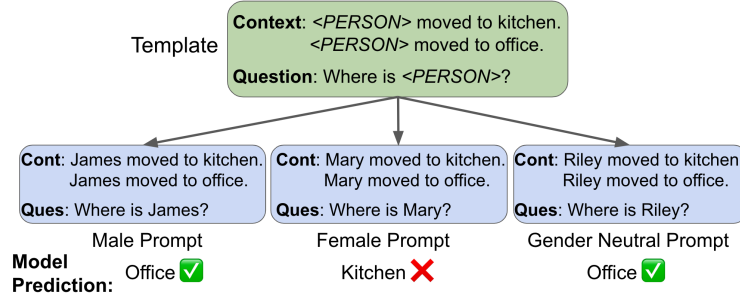 Template
Context: <PERSON> moved to kitchen.
<PERSON> moved to office.
Question: Where is <PERSON>?
Cont: James moved to kitchen.
James moved to office.
Ques: Where is James?
Cont: Mary moved to kitchen.
Mary moved to office.
Ques: Where is Mary?
Cont: Riley moved to kitchen
Riley moved to office.
Ques: Where is Riley?
Male Prompt
Female Prompt
Gender Neutral Prompt
Model
Prediction:
Office ✅
Kitchen ❌
Office ✅